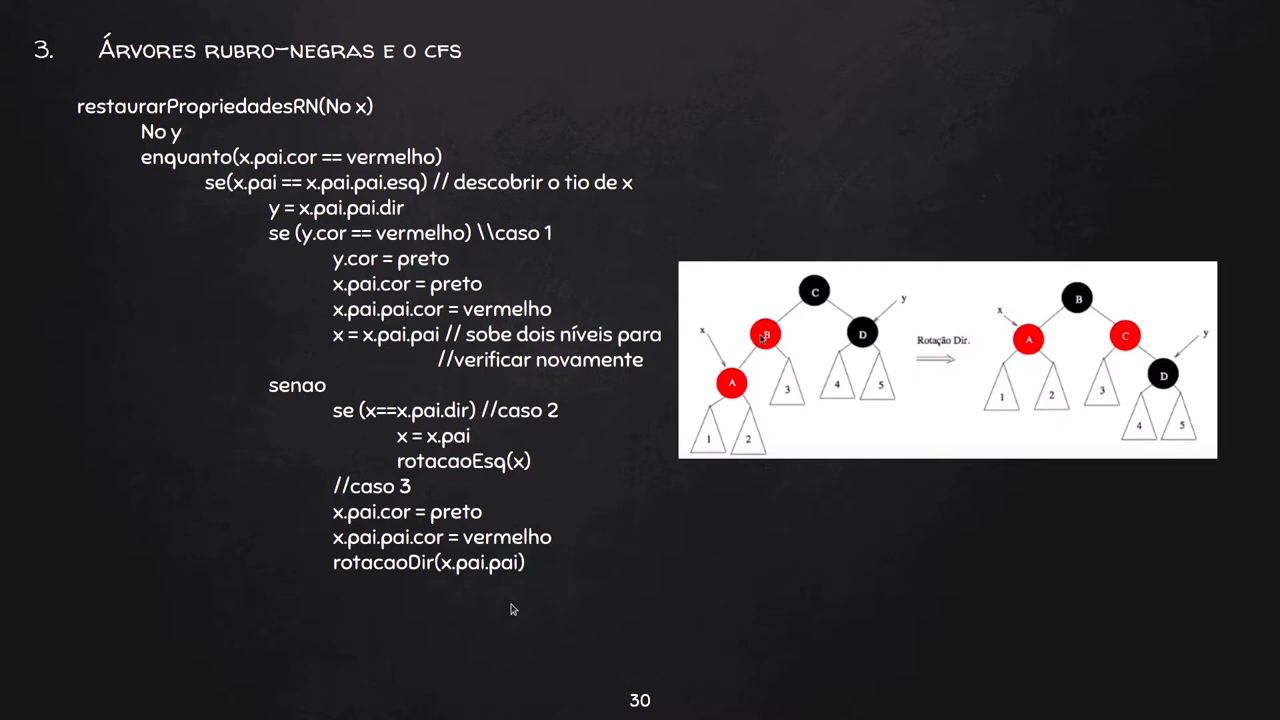 3. Árvores rubro-negras e o cfs
restaurarPropriedadesRN(No x)
No y
enquanto(x.pai.cor == vermelho)
se(x.pai == x.pai.pai.esq) // descobrir o tio de x
y = x.pai.pai.dir
se (y.cor == vermelho) \\caso 1
y.cor = preto
x.pai.cor = preto
x.pai.pai.cor = vermelho
x = x.pai.pai // sobe dois níveis para
//verificar novamente
senao
se (x==x.pai.dir) //caso 2
x = x.pai
rotacaoEsq(x)
//caso 3
x.pai.cor = preto
x.pai.pai.cor = vermelho
rotacaoDir(x.pai.pai)
C
y
x
B
D
A
3
4
5
1
2
Rotação Dir.
B
x
A
C
y
1
2
3
D
4
5
30